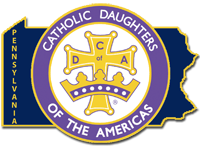 PENNSYLVANIA
CATHOLIC DAUGHTERS
C
D of A
OF THE AMERICAS
®